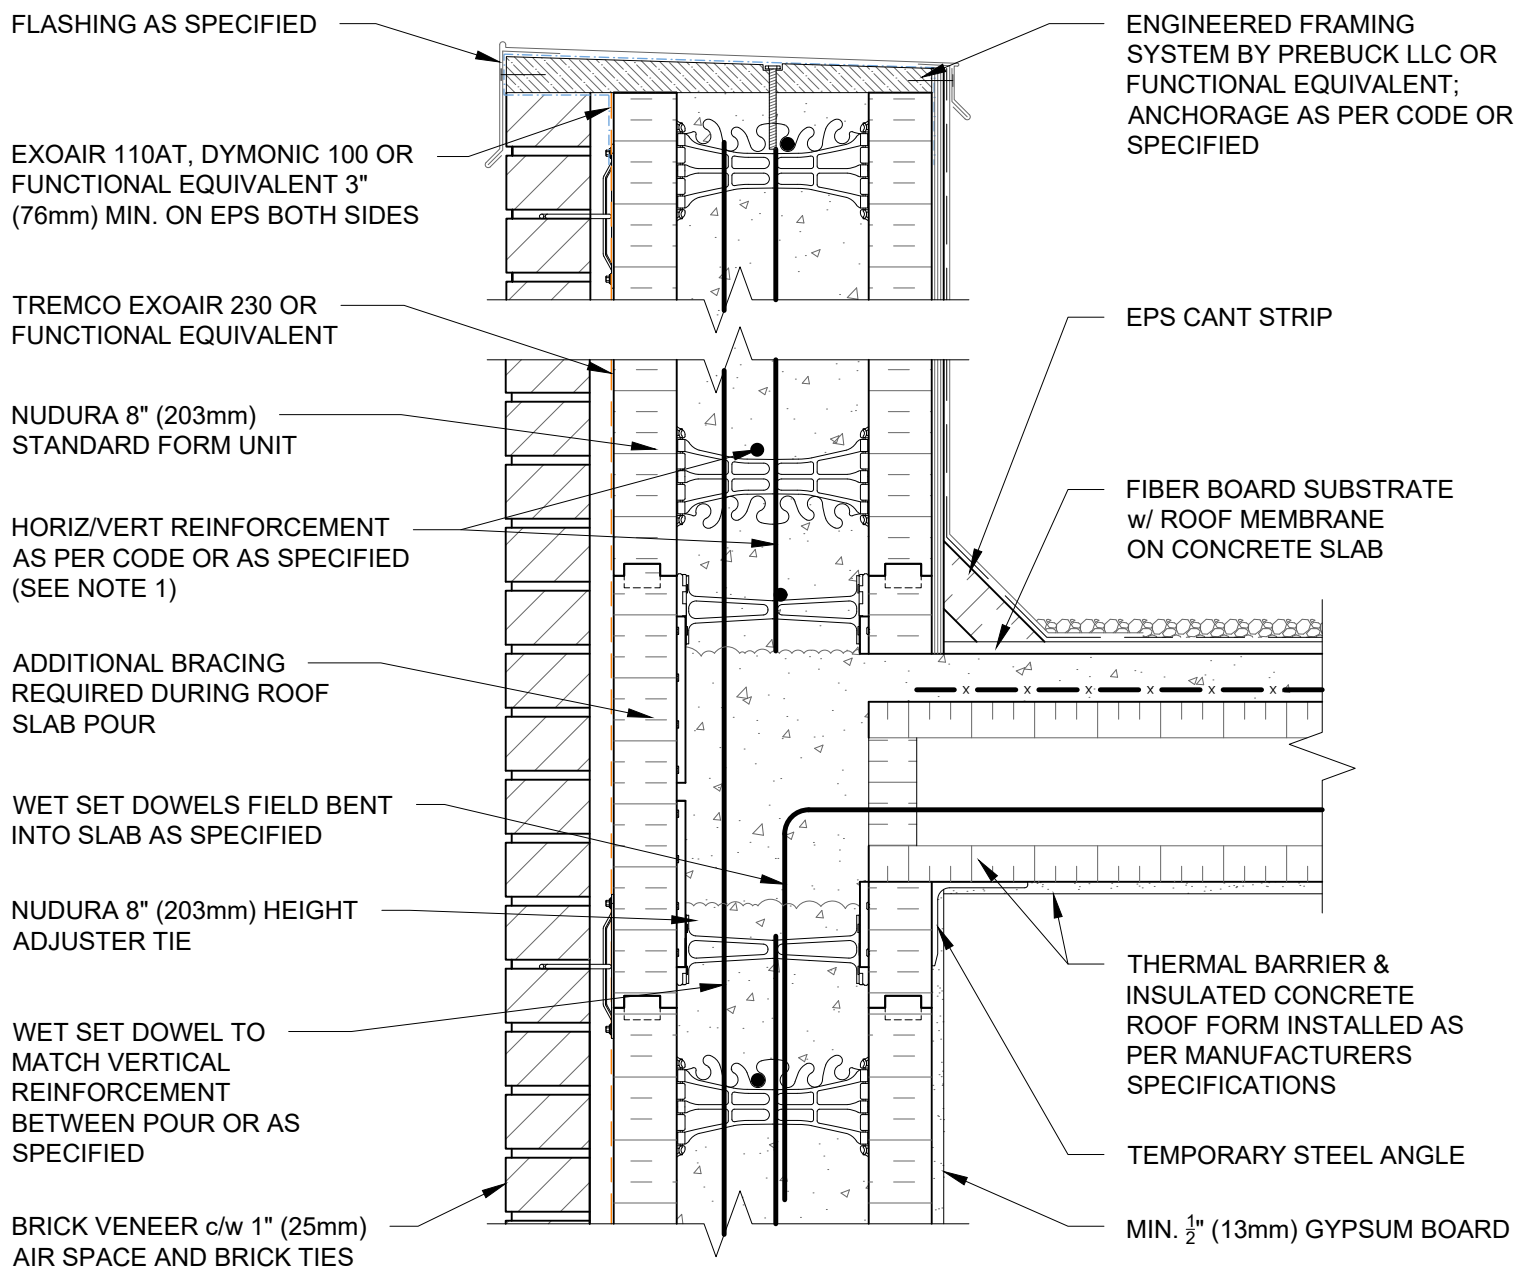 FLASHING AS SPECIFIED
EXOAIR 110AT, DYMONIC 100 OR
FUNCTIONAL EQUIVALENT 3"
(76mm) MIN. ON EPS BOTH SIDES
TREMCO EXOAIR 230 OR
FUNCTIONAL EQUIVALENT
NUDURA 8" (203mm)
STANDARD FORM UNIT
HORIZ/VERT REINFORCEMENT
AS PER CODE OR AS SPECIFIED
(SEE NOTE 1)
ADDITIONAL BRACING
REQUIRED DURING ROOF
SLAB POUR
WET SET DOWELS FIELD BENT
INTO SLAB AS SPECIFIED
NUDURA 8" (203mm) HEIGHT
ADJUSTER TIE
WET SET DOWEL TO
MATCH VERTICAL
REINFORCEMENT
BETWEEN POUR OR AS
SPECIFIED
BRICK VENEER c/w 1" (25mm)
AIR SPACE AND BRICK TIES
ENGINEERED FRAMING
SYSTEM BY PREBUCK LLC OR
FUNCTIONAL EQUIVALENT;
ANCHORAGE AS PER CODE OR
SPECIFIED
EPS CANT STRIP
FIBER BOARD SUBSTRATE
w/ ROOF MEMBRANE
ON CONCRETE SLAB
x x x x x x
THERMAL BARRIER &
INSULATED CONCRETE
ROOF FORM INSTALLED AS
PER MANUFACTURERS
SPECIFICATIONS
TEMPORARY STEEL ANGLE
MIN. 1/2" (13mm) GYPSUM BOARD